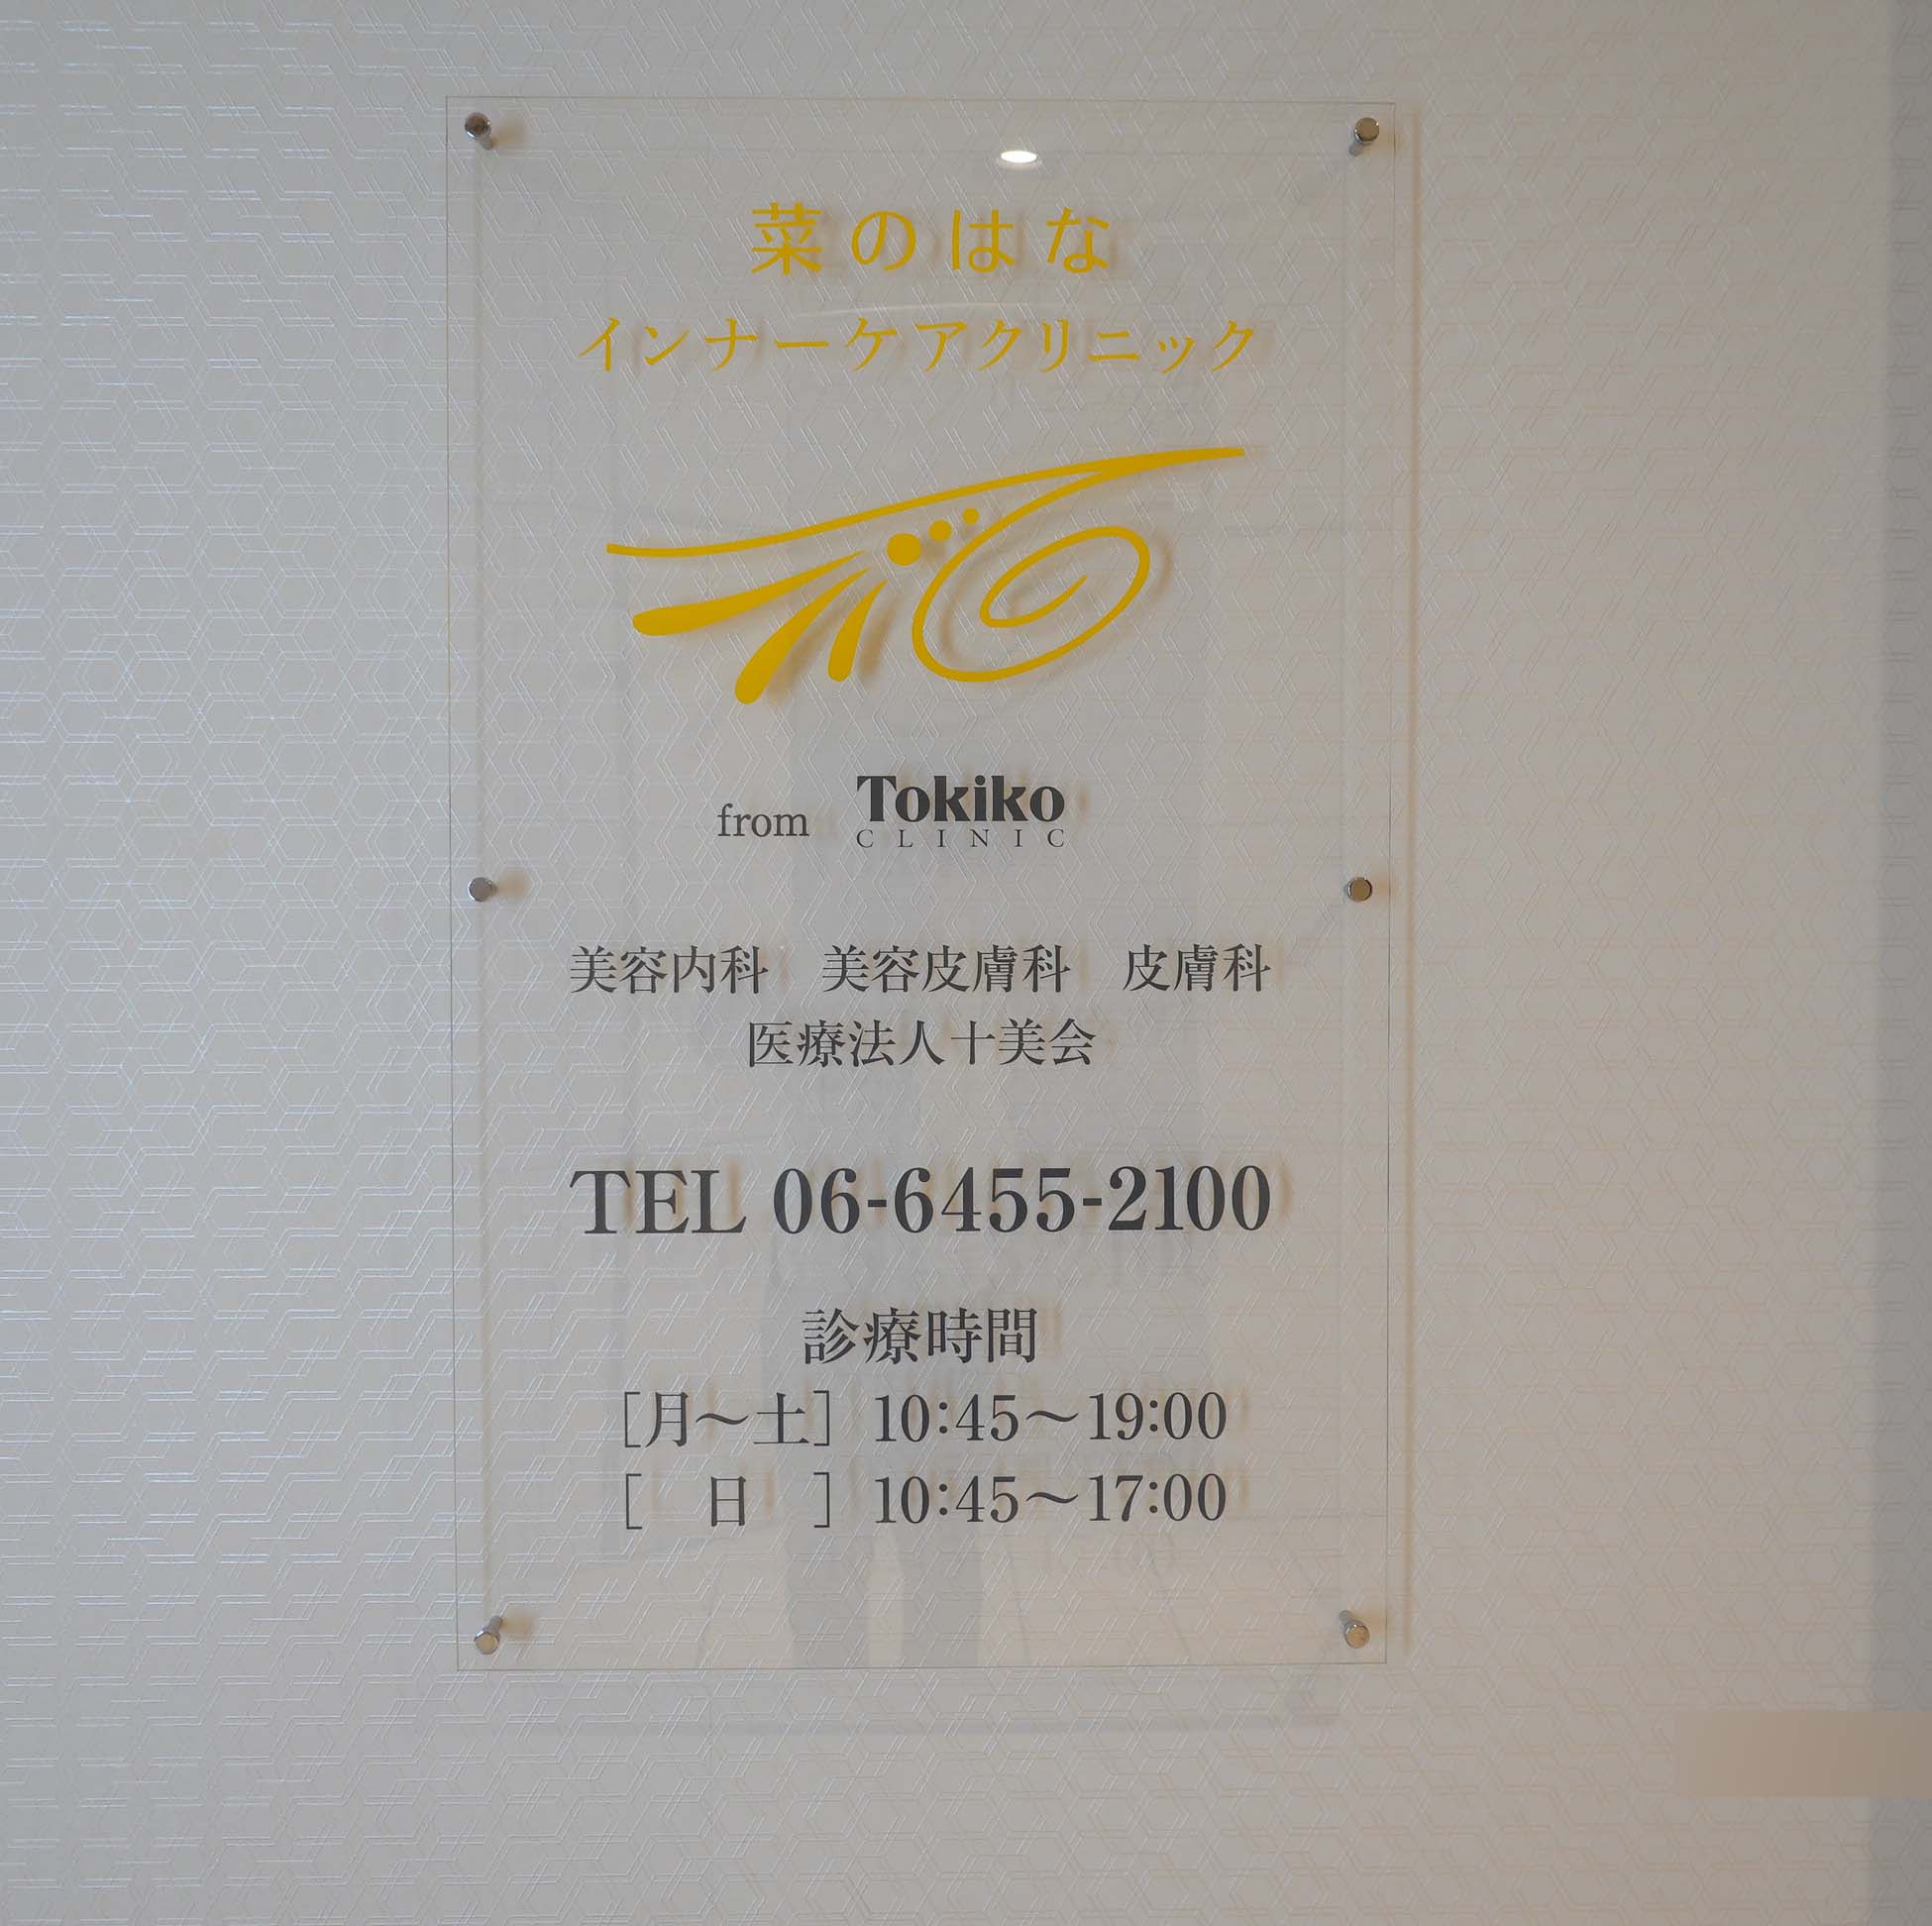 菜のはな
インナーケアクリニック
from Tokiko
CLINIC
美容内科　美容皮膚科　皮膚科
医療法人十美会
TEL 06-6455-2100
診療時間
［月～土］10:45～19:00
［　日　］10:45～17:00